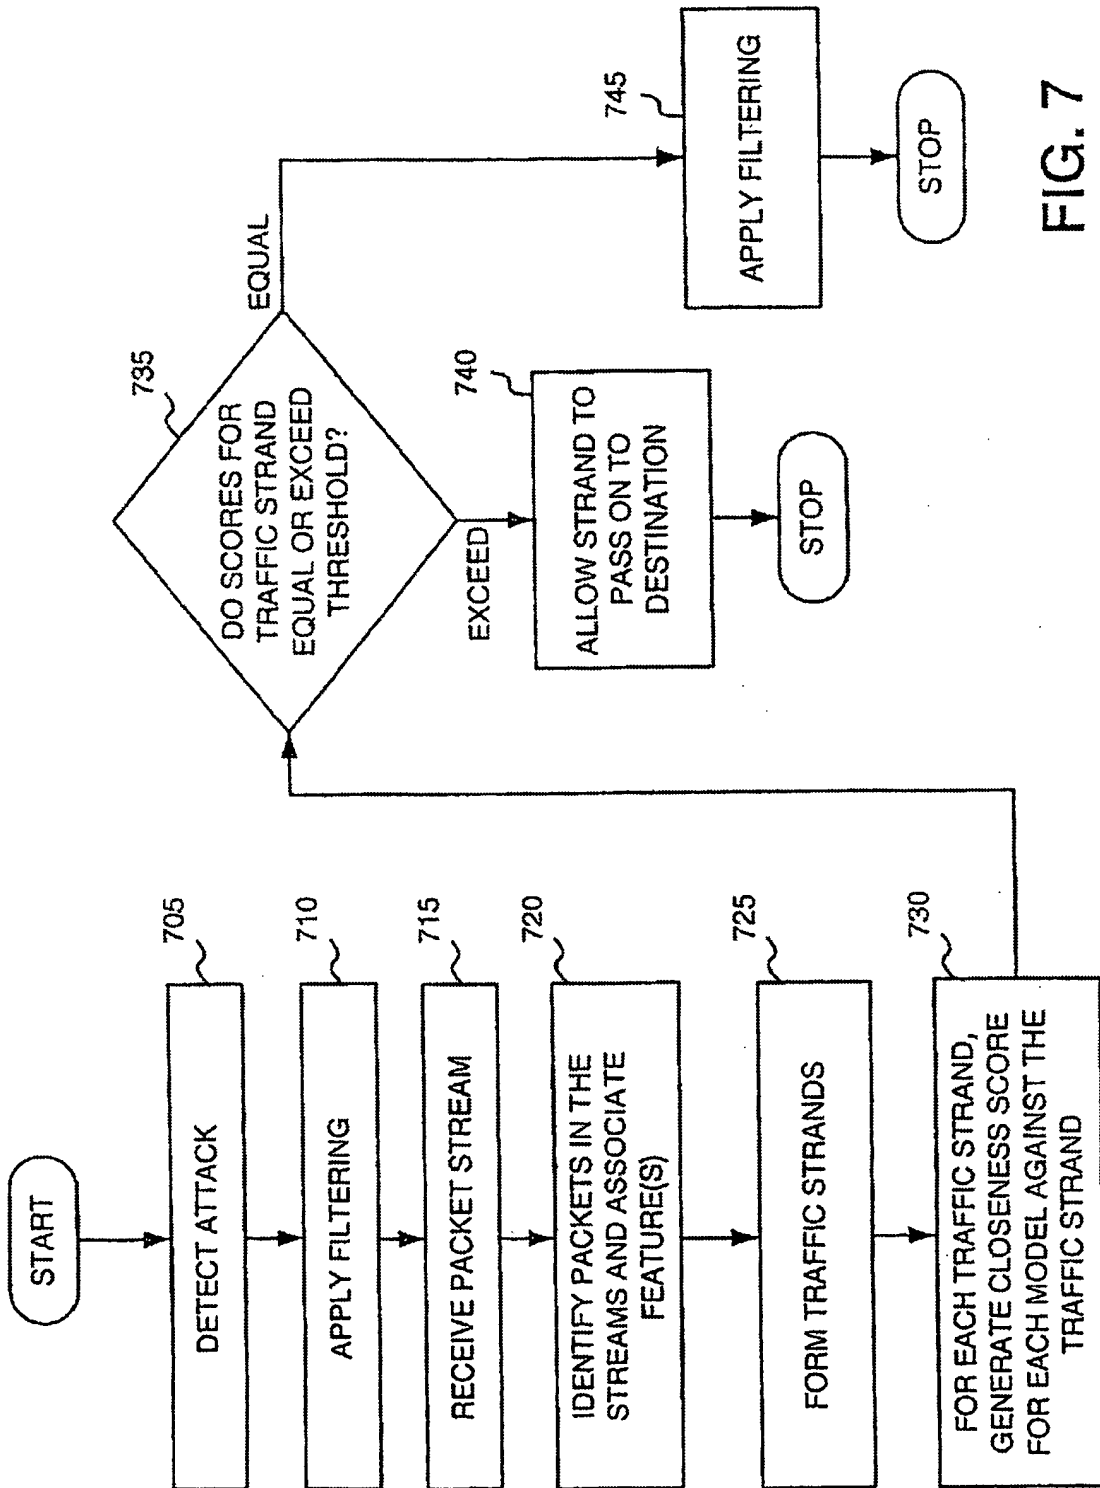 START
705
DETECT ATTACK
710
APPLY FILTERING
715
RECEIVE PACKET STREAM
720
IDENTIFY PACKETS IN THE
STREAMS AND ASSOCIATE
FEATURE(S)
725
FORM TRAFFIC STRANDS
730
FOR EACH TRAFFIC STRAND,
GENERATE CLOSENESS SCORE
FOR EACH MODEL AGAINST THE
TRAFFIC STRAND
735
DO SCORES FOR
TRAFFIC STRAND
EQUAL OR EXCEED
THRESHOLD?
EQUAL
EXCEED
740
ALLOW STRAND TO
PASS ON TO
DESTINATION
STOP
745
APPLY FILTERING
STOP
FIG. 7